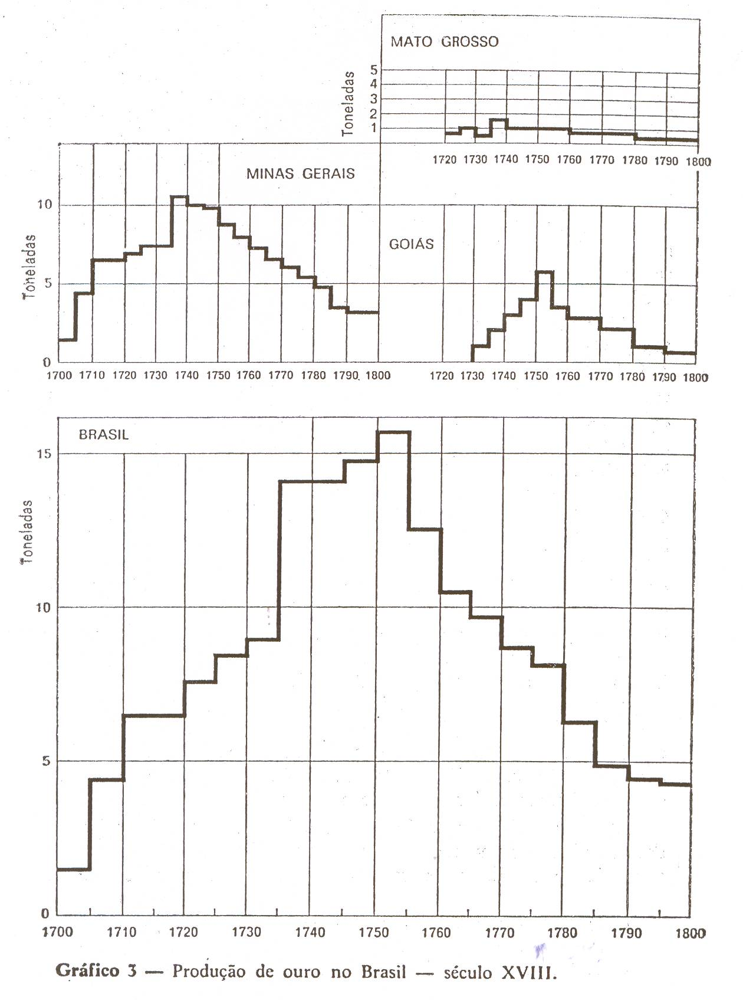 MATO GROSSO
Toneladas
5
4
3
2
1
1720 1730 1740 1750 1760 1770 1780 1790 1800
MINAS GERAIS
Toneladas
10
5
0
1700 1710 1720 1730 1740 1750 1760 1770 1780 1790 1800
GOIÁS
1720 1730 1740 1750 1760 1770 1780 1790 1800
BRASIL
Toneladas
15
10
5
0
1700 1710 1720 1730 1740 1750 1760 1770 1780 1790 1800
Gráfico 3 — Produção de ouro no Brasil — século XVIII.